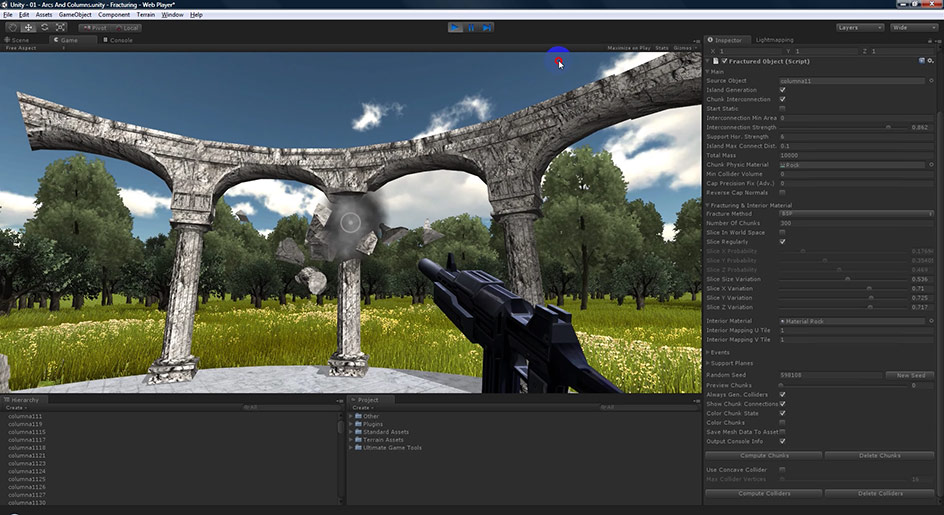 Unity - 01 - Arcs And Columns.unity - Fracturing - Web Player*
File Edit Assets GameObject Component Terrain Window Help
Pivot Local Layers Wide
Scene Game Console
Free Aspect Maximize on Play Stats Gizmos
Inspector Lightmapping
X 1 Y 1 Z 1
Fractured Object (Script)
Main
Source Object columna11
Island Generation
Chunk Interconnection
Start Static
Interconnection Min Area 0
Interconnection Strength 0.862
Support Hor. Strength 6
Island Max Connect Dist. 0.1
Total Mass 10000
Chunk Physic Material Rock
Min Collider Volume 0
Cap Precision Fix (Adv.) 0
Reverse Cap Normals
Fracturing & Interior Material
Fracture Method BSP
Number Of Chunks 300
Slice In World Space
Slice Regularly
Slice X Probability
Slice Y Probability
Slice Z Probability
Slice Size Variation 0.536
Slice X Variation 0.71
Slice Y Variation 0.725
Slice Z Variation 0.717
Interior Material Material Rock
Interior Mapping U Tile 1
Interior Mapping V Tile 1
Events
Support Planes
Random Seed 598108 New Seed
Preview Chunks 0
Always Gen. Colliders
Show Chunk Connections
Color Chunk State
Color Chunks
Save Mesh Data To Asset
Output Console Info
Compute Chunks Delete Chunks
Use Concave Collider
Max Collider Vertices 16
Compute Colliders Delete Colliders
Hierarchy
Create All
columna111
columna119
columna1115
columna1117
columna1118
columna1121
columna1123
columna1124
columna1125
columna1126
columna1127
columna1130
Project
Create All
Other
Plugins
Standard Assets
Terrain Assets
Ultimate Game Tools